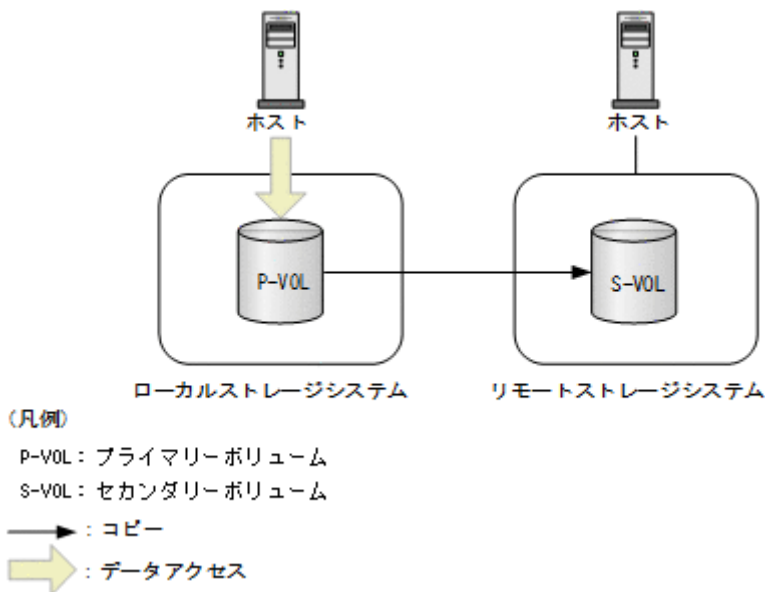 ホスト
ホスト
P-VOL
S-VOL
ローカルストレージシステム
リモートストレージシステム
(凡例)
P-VOL：プライマリーボリューム
S-VOL：セカンダリーボリューム
：コピー
：データアクセス